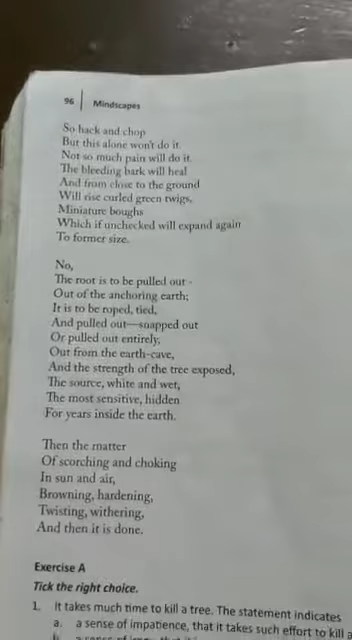 96 | Mindscapes
So hack and chop
But this alone won't do it.
Not so much pain will do it.
The bleeding bark will heal
And from close to the ground
Will rise curled green twigs,
Miniature boughs
Which if unchecked will expand again
To former size.
No,
The root is to be pulled out -
Out of the anchoring earth;
It is to be roped, tied,
And pulled out—snapped out
Or pulled out entirely,
Out from the earth-cave,
And the strength of the tree exposed,
The source, white and wet,
The most sensitive, hidden
For years inside the earth.
Then the matter
Of scorching and choking
In sun and air,
Browning, hardening,
Twisting, withering,
And then it is done.
Exercise A
Tick the right choice.
1. It takes much time to kill a tree. The statement indicates
a. a sense of impatience, that it takes such effort to kill a